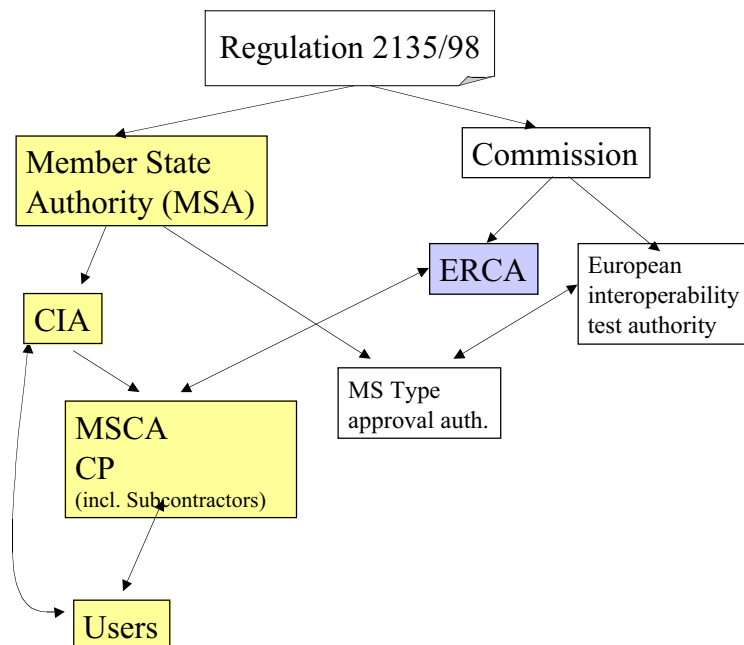 Regulation 2135/98
Member State
Authority (MSA)
Commission
ERCA
European
interoperability
test authority
CIA
MS Type
approval auth.
MSCA
CP
(incl. Subcontractors)
Users